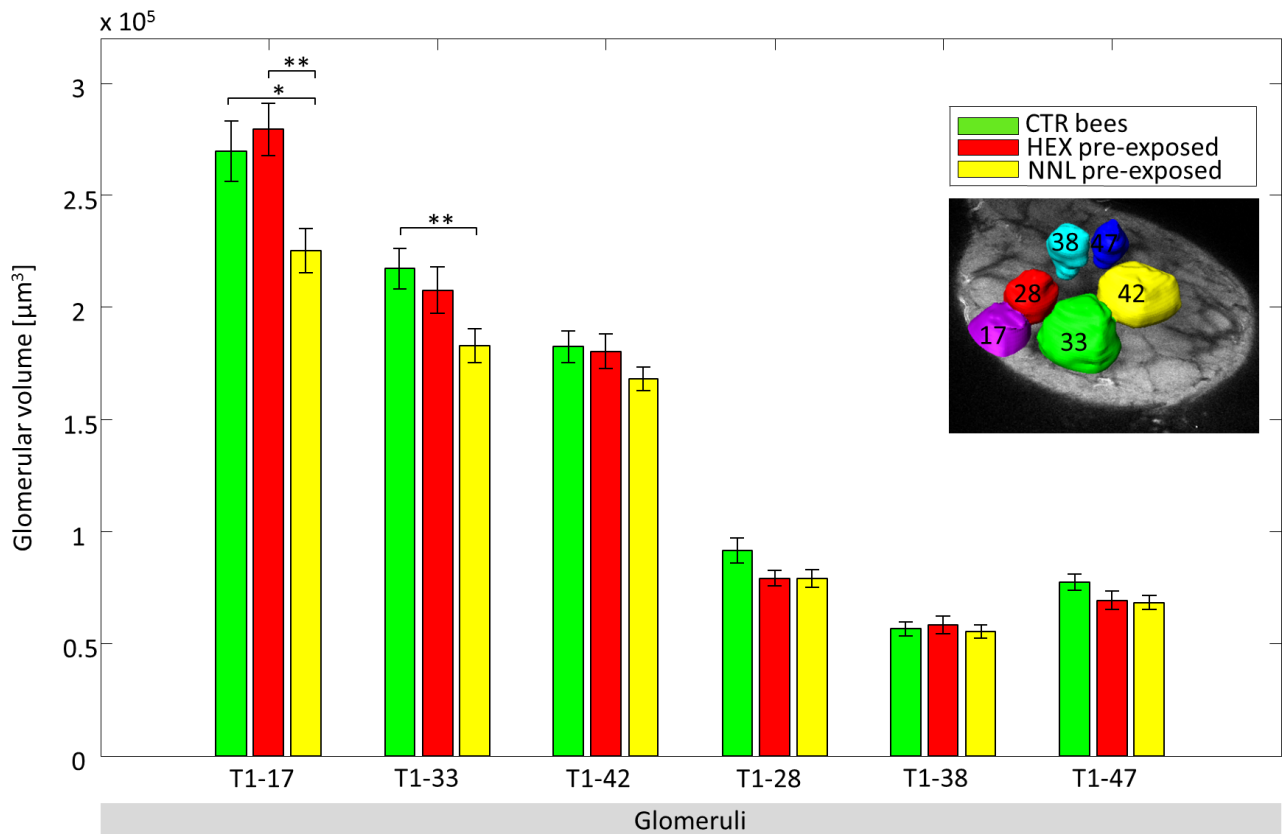 x 10⁵
Glomerular volume [µm³]
3
2.5
2
1.5
1
0.5
0
**
*
**
CTR bees
HEX pre-exposed
NNL pre-exposed
38
47
28
42
17
33
T1-17
T1-33
T1-42
T1-28
T1-38
T1-47
Glomeruli